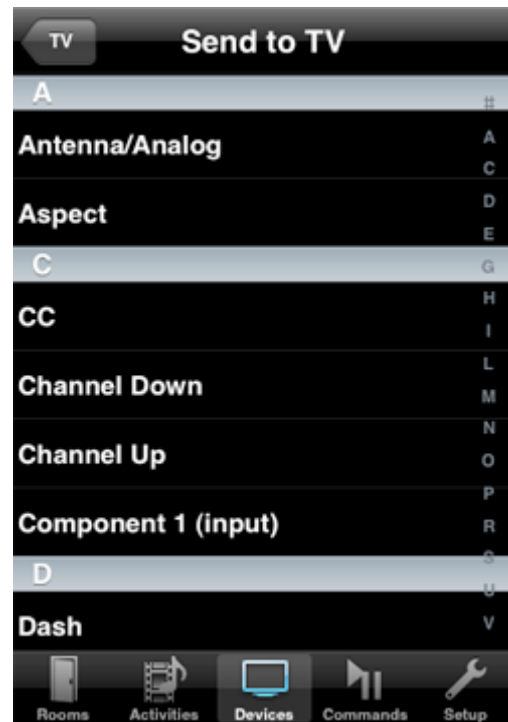 TV
Send to TV
A
Antenna/Analog
Aspect
C
CC
Channel Down
Channel Up
Component 1 (input)
D
Dash
#
A
C
D
E
G
H
I
L
M
N
O
P
R
S
U
V
Rooms
Activities
Devices
Commands
Setup